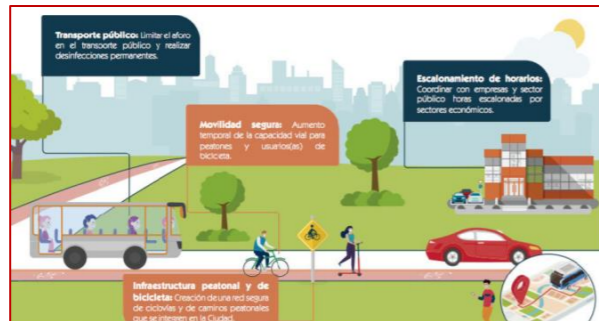 Transporte público: Limitar el aforo
en el transporte público y realizar
desinfecciones permanentes.
Escalonamiento de horarios:
Coordinar con empresas y sector
público horas escalonadas por
sectores económicos.
Movilidad segura: Aumento
temporal de la capacidad vial para
peatones y usuarios(as) de
bicicleta.
Infraestructura peatonal y de
bicicleta: Creación de una red segura
de ciclovías y de caminos peatonales
que se integren en la Ciudad.